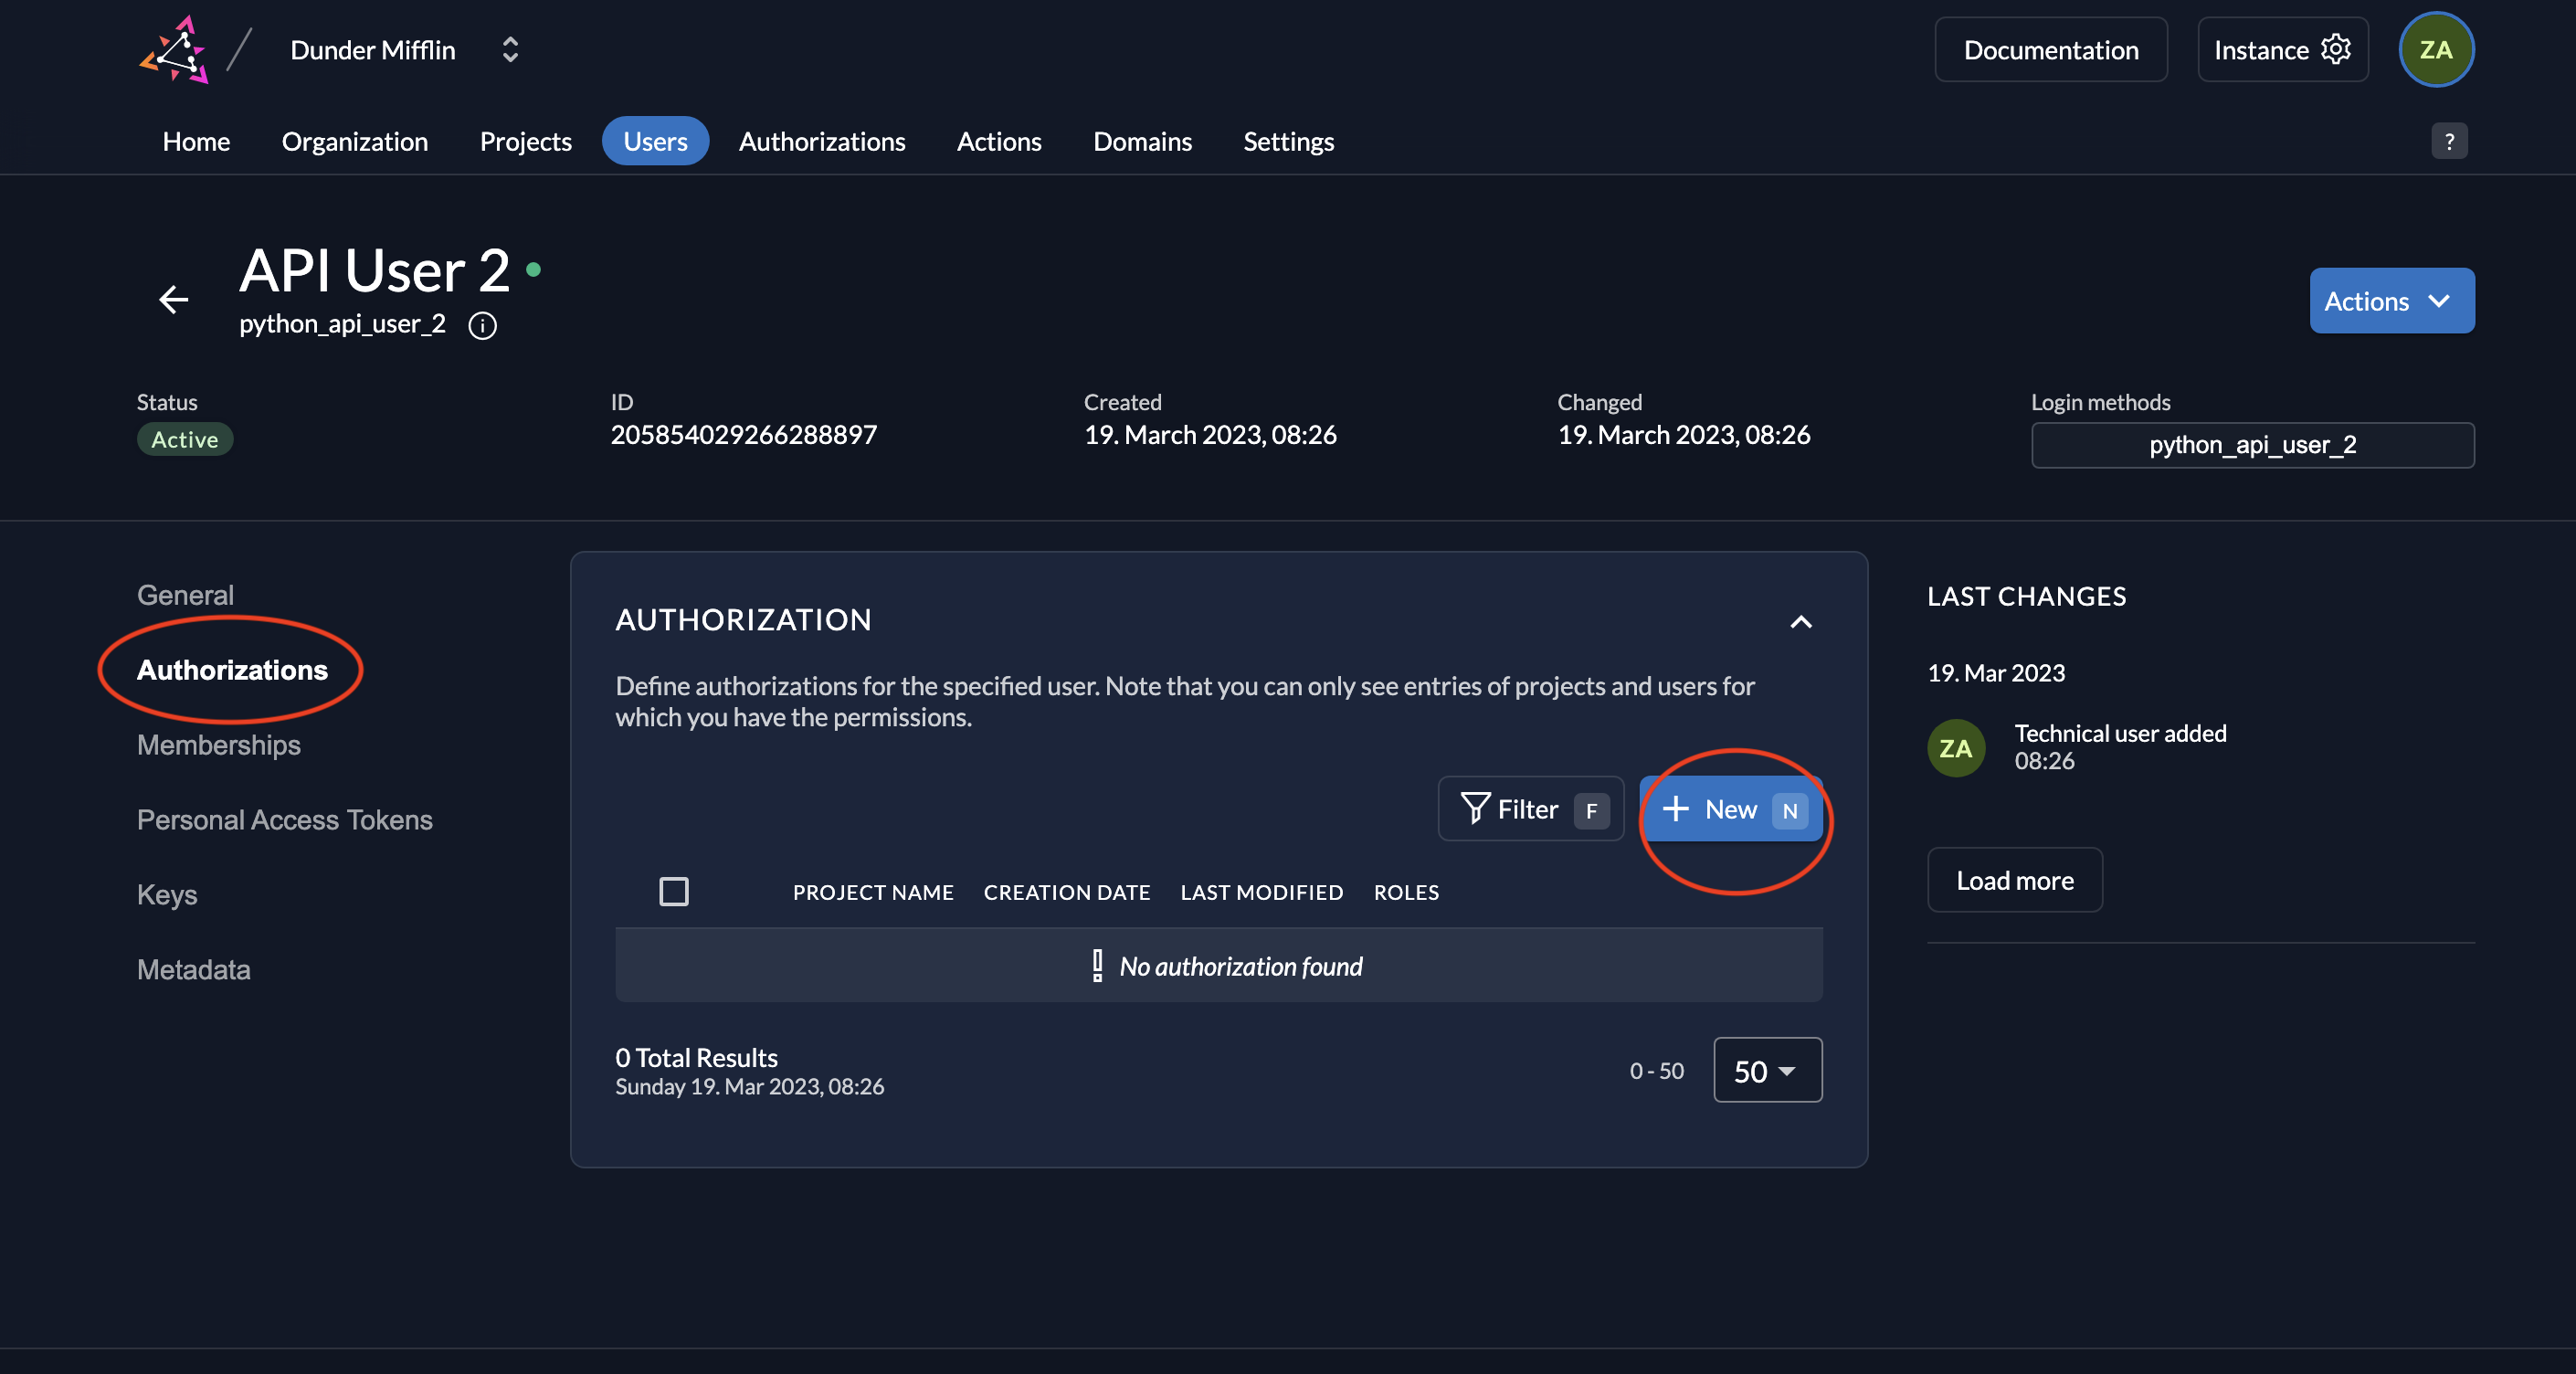 Dunder Mifflin
Documentation
Instance
ZA
Home Organization Projects Users Authorizations Actions Domains Settings
?
API User 2
python_api_user_2
Actions
Status
Active
ID
205854029266288897
Created
19. March 2023, 08:26
Changed
19. March 2023, 08:26
Login methods
python_api_user_2
General
Authorizations
Memberships
Personal Access Tokens
Keys
Metadata
AUTHORIZATION
Define authorizations for the specified user. Note that you can only see entries of projects and users for
which you have the permissions.
Filter F
+ New N
PROJECT NAME CREATION DATE LAST MODIFIED ROLES
No authorization found
0 Total Results
Sunday 19. Mar 2023, 08:26
0 - 50
50
LAST CHANGES
19. Mar 2023
ZA
Technical user added
08:26
Load more